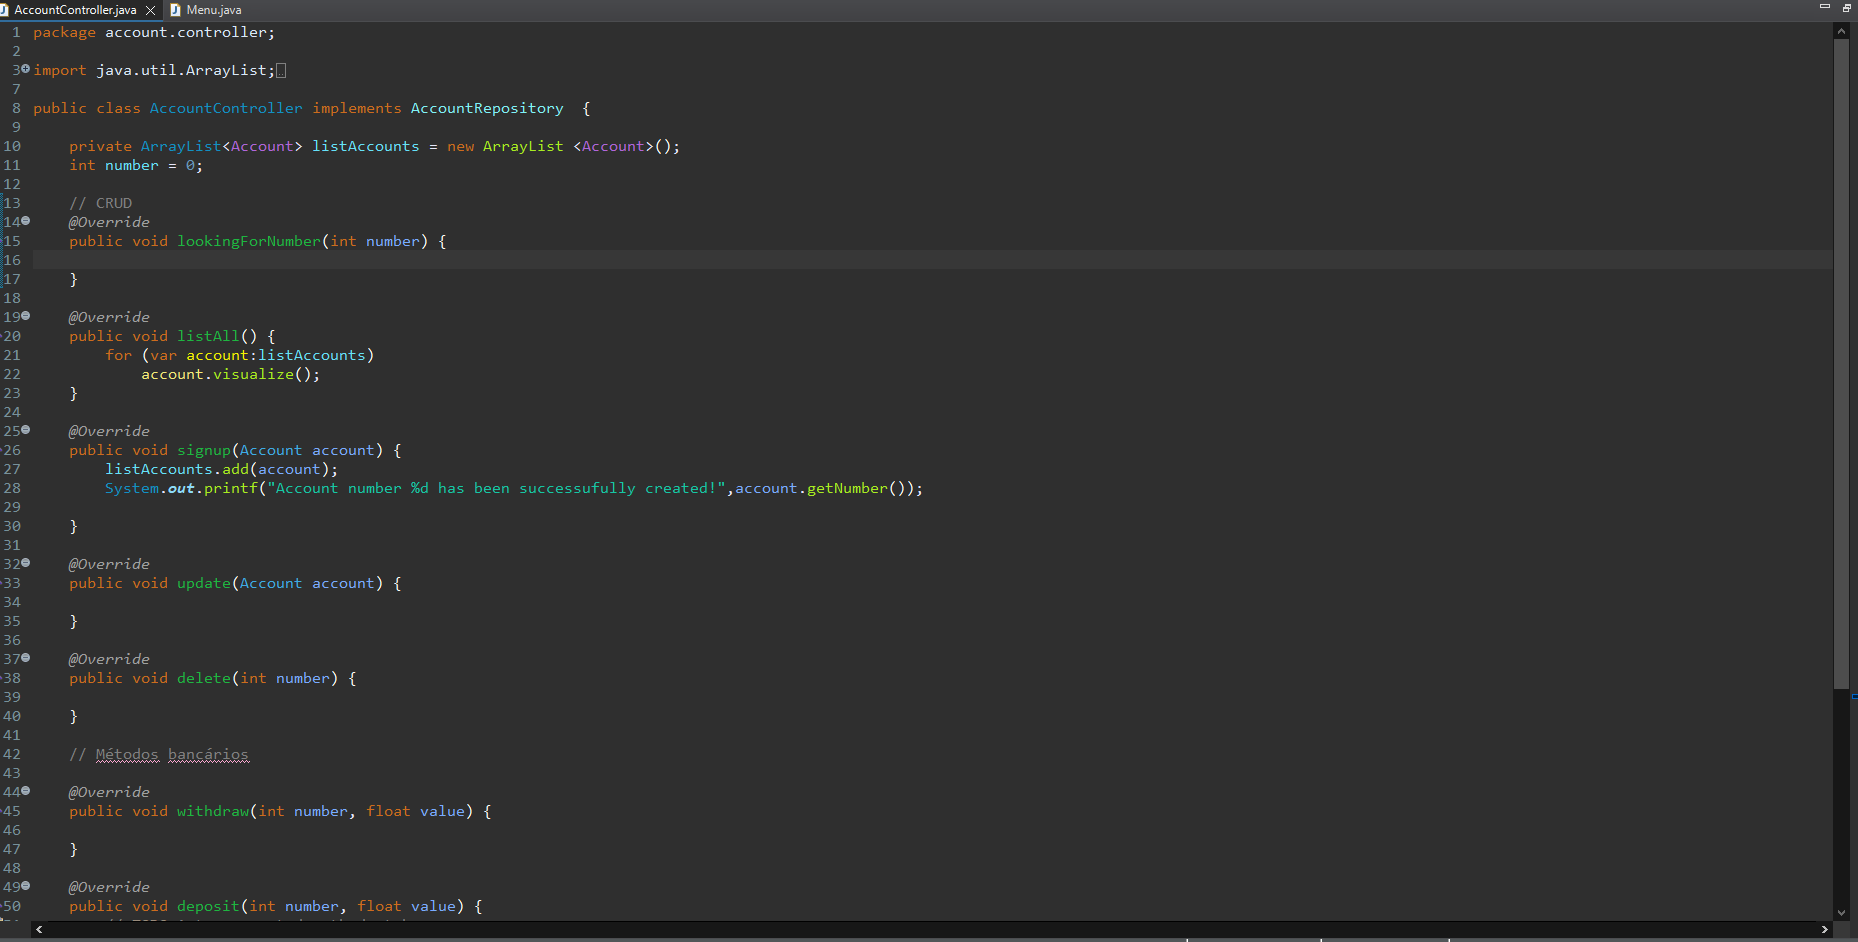 AccountController.java
Menu.java
1 package account.controller;
2
3 import java.util.ArrayList;
7
8 public class AccountController implements AccountRepository {
9
10 private ArrayList<Account> listAccounts = new ArrayList <Account>();
11 int number = 0;
12
13 // CRUD
14 @Override
15 public void lookingForNumber(int number) {
16
17 }
18
19 @Override
20 public void listAll() {
21 for (var account:listAccounts)
22 account.visualize();
23 }
24
25 @Override
26 public void signup(Account account) {
27 listAccounts.add(account);
28 System.out.printf("Account number %d has been successufully created!",account.getNumber());
29
30 }
31
32 @Override
33 public void update(Account account) {
34
35 }
36
37 @Override
38 public void delete(int number) {
39
40 }
41
42 // Métodos bancários
43
44 @Override
45 public void withdraw(int number, float value) {
46
47 }
48
49 @Override
50 public void deposit(int number, float value) {